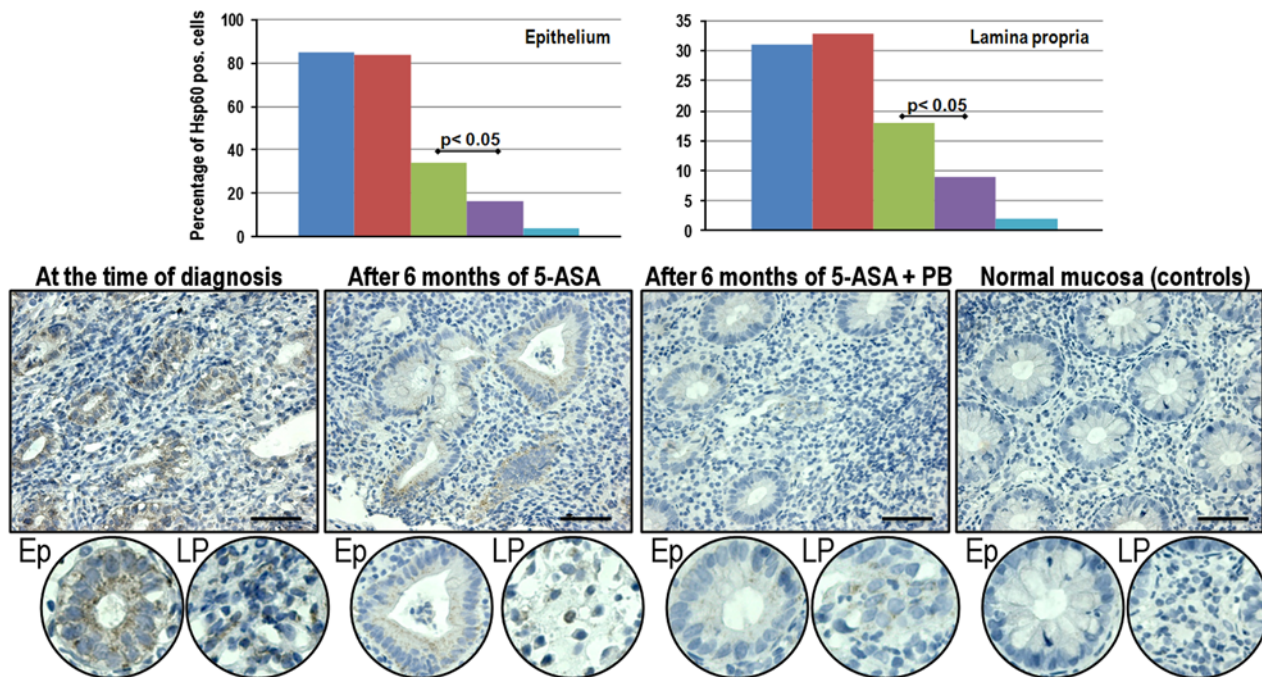 Percentage of Hsp60 pos. cells
100
80
60
40
20
0
Epithelium
p< 0.05
35
30
25
20
15
10
5
0
Lamina propria
p< 0.05
At the time of diagnosis
After 6 months of 5-ASA
After 6 months of 5-ASA + PB
Normal mucosa (controls)
Ep
LP
Ep
LP
Ep
LP
Ep
LP